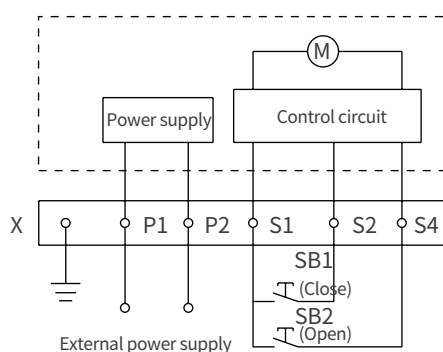 M
Power supply
Control circuit
X P1 P2 S1 S2 S4
SB1
(Close)
SB2
(Open)
External power supply